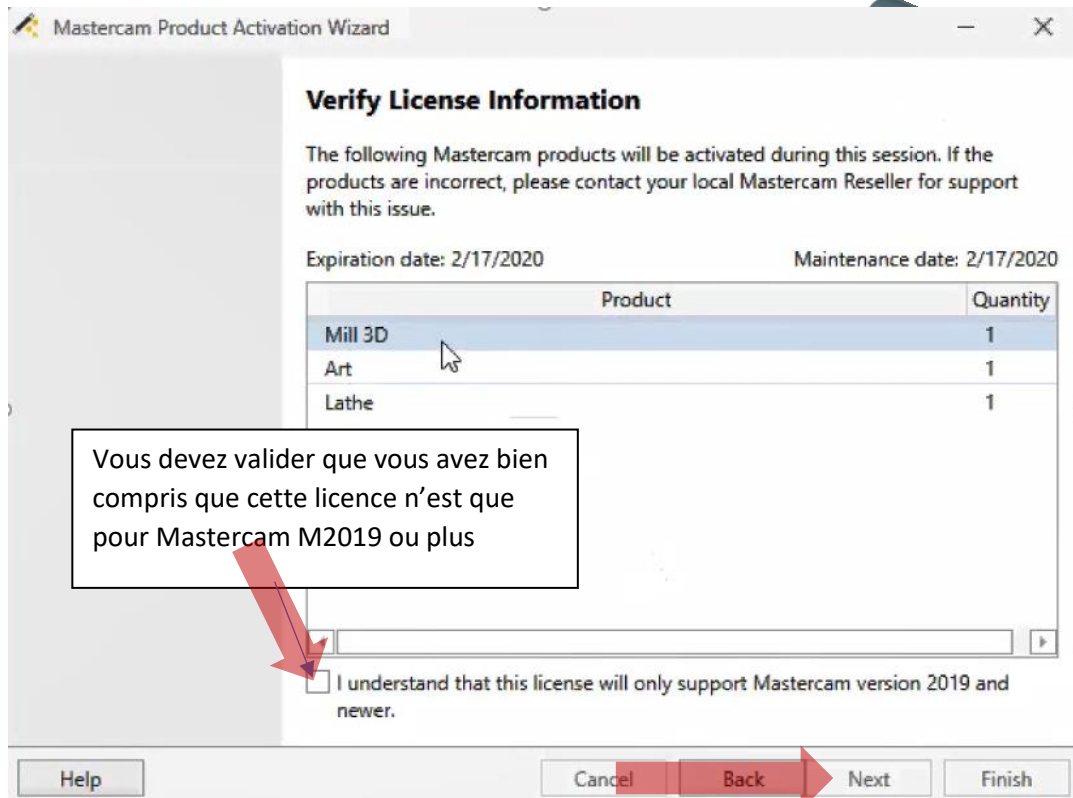 Mastercam Product Activation Wizard
Verify License Information
The following Mastercam products will be activated during this session. If the
products are incorrect, please contact your local Mastercam Reseller for support
with this issue.
Expiration date: 2/17/2020 Maintenance date: 2/17/2020
Product Quantity
Mill 3D 1
Art 1
Lathe 1
Vous devez valider que vous avez bien
compris que cette licence n’est que
pour Mastercam M2019 ou plus
I understand that this license will only support Mastercam version 2019 and
newer.
Help Cancel Back Next Finish